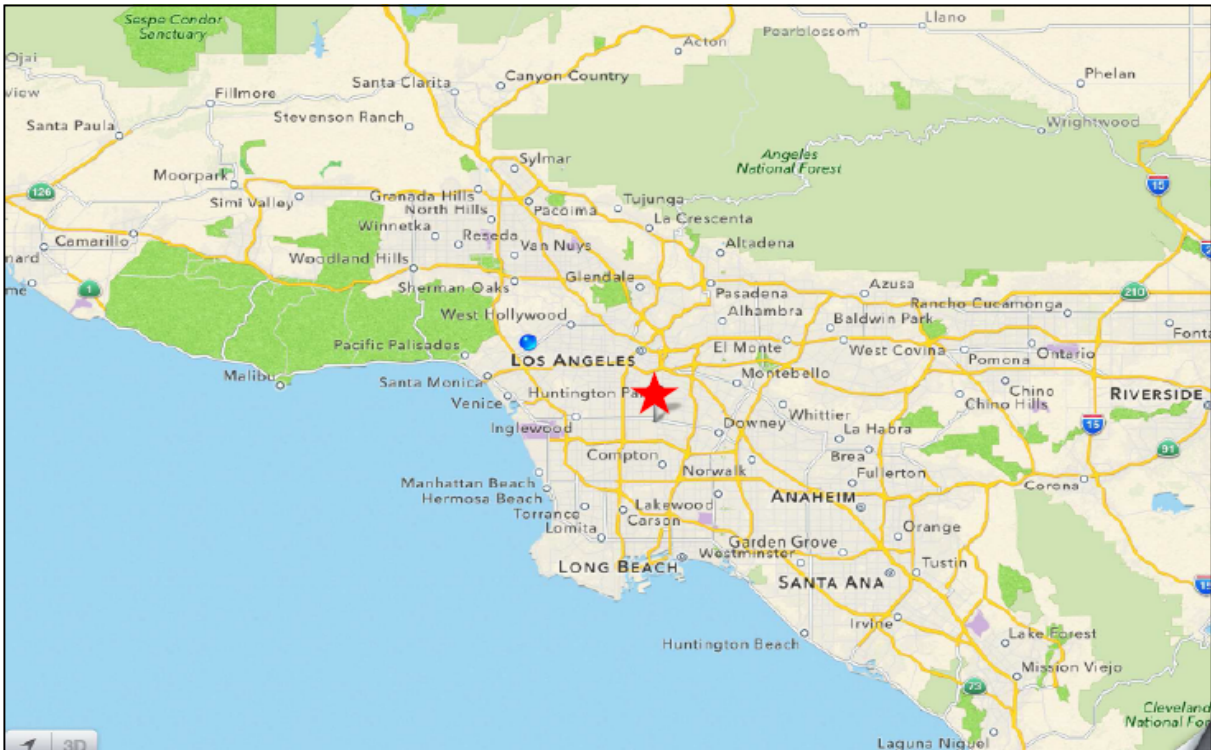 Sespe Condor
Sanctuary
Llano
Pearblossom
Acton
Ojai
View
Santa Clarita
Canyon Country
Phelan
Fillmore
Stevenson Ranch
Santa Paula
Wrightwood
Angeles
National Forest
Sylmar
Moorpark
15
126
Simi Valley
Granada Hills
Tujunga
North Hills
Pacoima
La Crescenta
Winnetka
Reseda
Camarillo
Van Nuys
Altadena
Woodland Hills
Glendale
1
Sherman Oaks
Pasadena
Azusa
210
Rancho Cucamonga
West Hollywood
Alhambra
Baldwin Park
Pacific Palisades
LOS ANGELES
El Monte
West Covina
Pomona
Ontario
Malibu
Santa Monica
Montebello
Huntington Pa
Chino
RIVERSIDE
Venice
Chino Hills
Whittier
Inglewood
Downey
La Habra
15
Compton
Brea
91
Norwalk
Fullerton
Manhattan Beach
Corona
Hermosa Beach
ANAHEIM
Lakewood
Torrance
Carson
Lomita
Orange
Garden Grove
Westminster
LONG BEACH
Tustin
SANTA ANA
15
Irvine
Lake Forest
Huntington Beach
Mission Viejo
73
Cleveland
National For
Laguna Niguel
3D